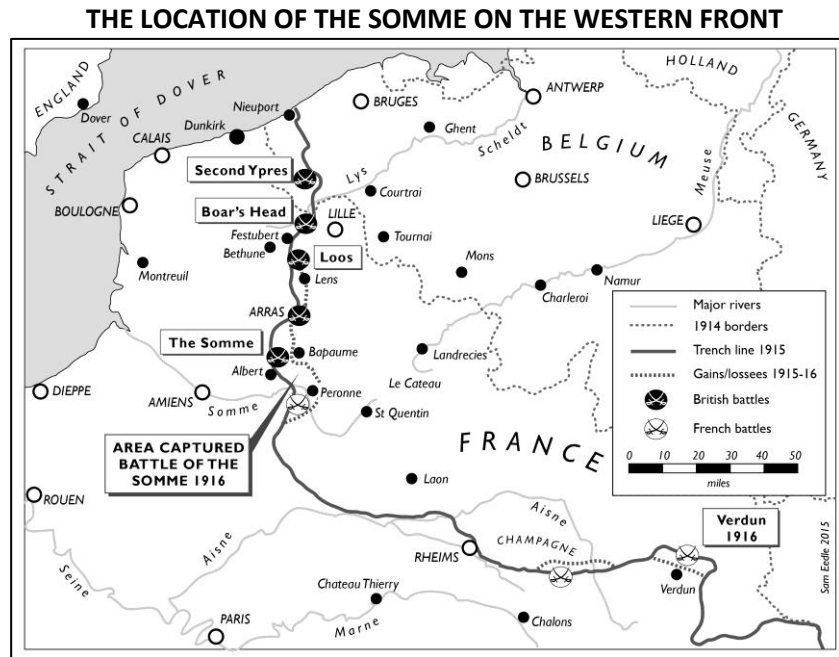 THE LOCATION OF THE SOMME ON THE WESTERN FRONT
ENGLAND
Dover
STRAIT OF DOVER
CALAIS
Dunkirk
Nieuport
BRUGES
ANTWERP
HOLLAND
GERMANY
Ghent
Scheldt
BELGIUM
Meuse
Second Ypres
Lys
Courtrai
BRUSSELS
BOULOGNE
Boar's Head
LILLE
LIEGE
Festubert
Bethune
Tournai
Montreuil
Loos
Lens
Mons
Namur
Charleroi
ARRAS
The Somme
Bapaume
Landrecies
Albert
Le Cateau
DIEPPE
AMIENS
Somme
Peronne
St Quentin
AREA CAPTURED
BATTLE OF THE
SOMME 1916
FRANCE
Major rivers
1914 borders
Trench line 1915
Gains/lossees 1915-16
British battles
French battles
0 10 20 30 40 50
miles
Laon
ROUEN
Aisne
Aisne
Verdun
1916
RHEIMS
CHAMPAGNE
Seine
Chateau Thierry
Verdun
PARIS
Marne
Chalons
Sam Eedle 2015